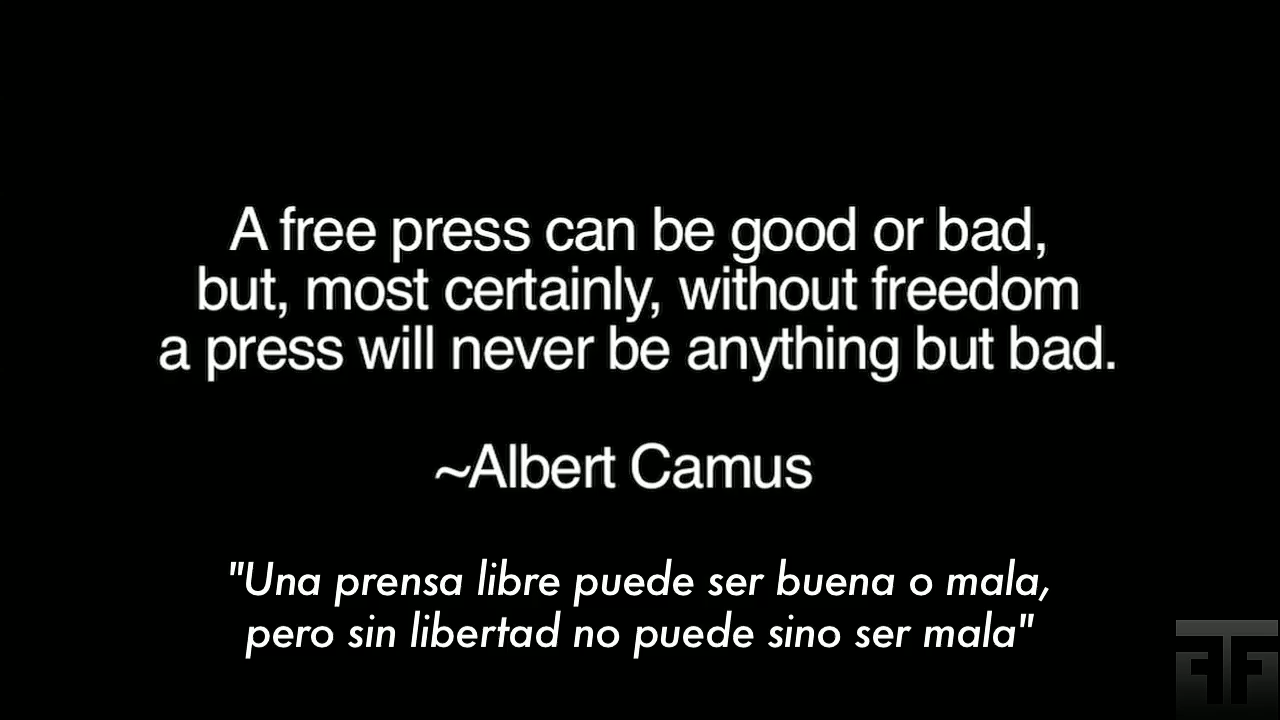 A free press can be good or bad,
but, most certainly, without freedom
a press will never be anything but bad.
~Albert Camus
"Una prensa libre puede ser buena o mala,
pero sin libertad no puede sino ser mala"